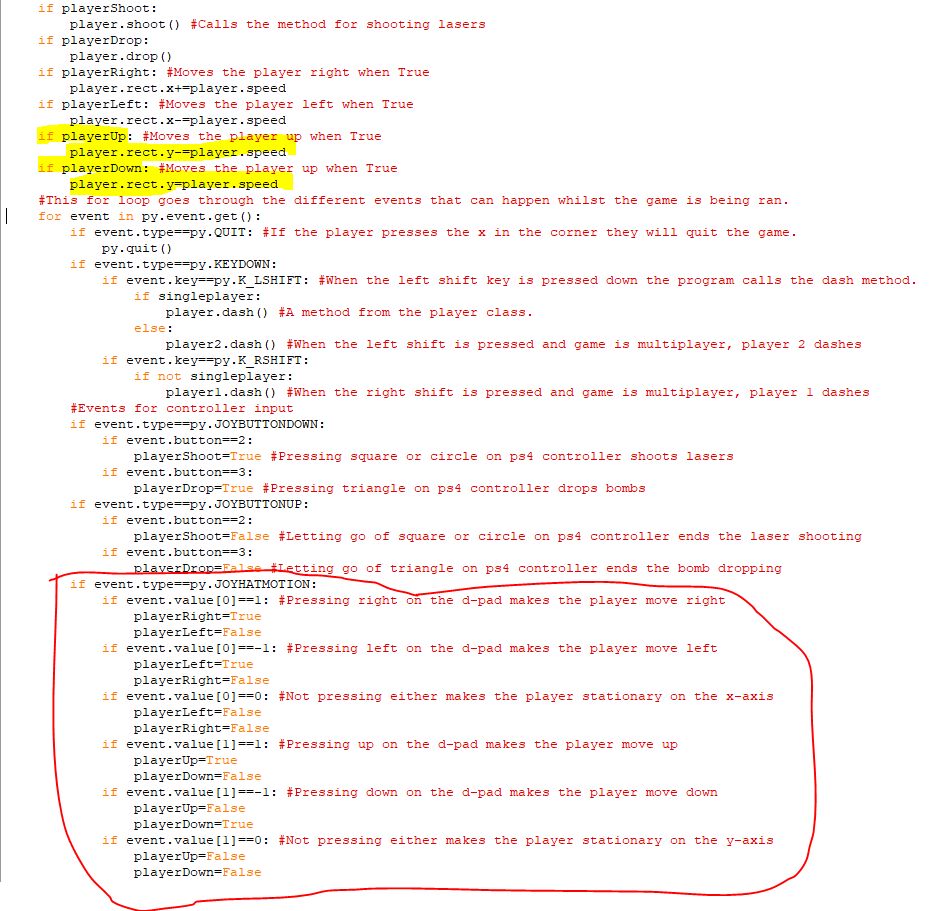 if playerShoot:
    player.shoot() #Calls the method for shooting lasers
if playerDrop:
    player.drop()
if playerRight: #Moves the player right when True
    player.rect.x+=player.speed
if playerLeft: #Moves the player left when True
    player.rect.x-=player.speed
if playerUp: #Moves the player up when True
    player.rect.y-=player.speed
if playerDown: #Moves the player up when True
    player.rect.y=player.speed
#This for loop goes through the different events that can happen whilst the game is being ran.
for event in py.event.get():
    if event.type==py.QUIT: #If the player presses the x in the corner they will quit the game.
        py.quit()
    if event.type==py.KEYDOWN:
        if event.key==py.K_LSHIFT: #When the left shift key is pressed down the program calls the dash method.
            if singleplayer:
                player.dash() #A method from the player class.
            else:
                player2.dash() #When the left shift is pressed and game is multiplayer, player 2 dashes
        if event.key==py.K_RSHIFT:
            if not singleplayer:
                player1.dash() #When the right shift is pressed and game is multiplayer, player 1 dashes
    #Events for controller input
    if event.type==py.JOYBUTTONDOWN:
        if event.button==2:
            playerShoot=True #Pressing square or circle on ps4 controller shoots lasers
        if event.button==3:
            playerDrop=True #Pressing triangle on ps4 controller drops bombs
    if event.type==py.JOYBUTTONUP:
        if event.button==2:
            playerShoot=False #Letting go of square or circle on ps4 controller ends the laser shooting
        if event.button==3:
            playerDrop=False #Letting go of triangle on ps4 controller ends the bomb dropping
    if event.type==py.JOYHATMOTION:
        if event.value[0]==1: #Pressing right on the d-pad makes the player move right
            playerRight=True
            playerLeft=False
        if event.value[0]==-1: #Pressing left on the d-pad makes the player move left
            playerLeft=True
            playerRight=False
        if event.value[0]==0: #Not pressing either makes the player stationary on the x-axis
            playerLeft=False
            playerRight=False
        if event.value[1]==1: #Pressing up on the d-pad makes the player move up
            playerUp=True
            playerDown=False
        if event.value[1]==-1: #Pressing down on the d-pad makes the player move down
            playerUp=False
            playerDown=True
        if event.value[1]==0: #Not pressing either makes the player stationary on the y-axis
            playerUp=False
            playerDown=False